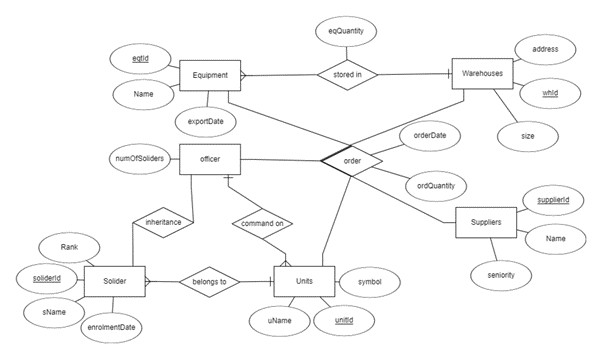 eqQuantity
eqtId
Equipment
stored in
Warehouses
address
Name
whId
exportDate
orderDate
size
numOfSoliders
officer
order
ordQuantity
supplierId
inheritance
command on
Suppliers
Name
Rank
seniority
soliderId
Solider
belongs to
Units
symbol
sName
enrolmentDate
uName
unitId